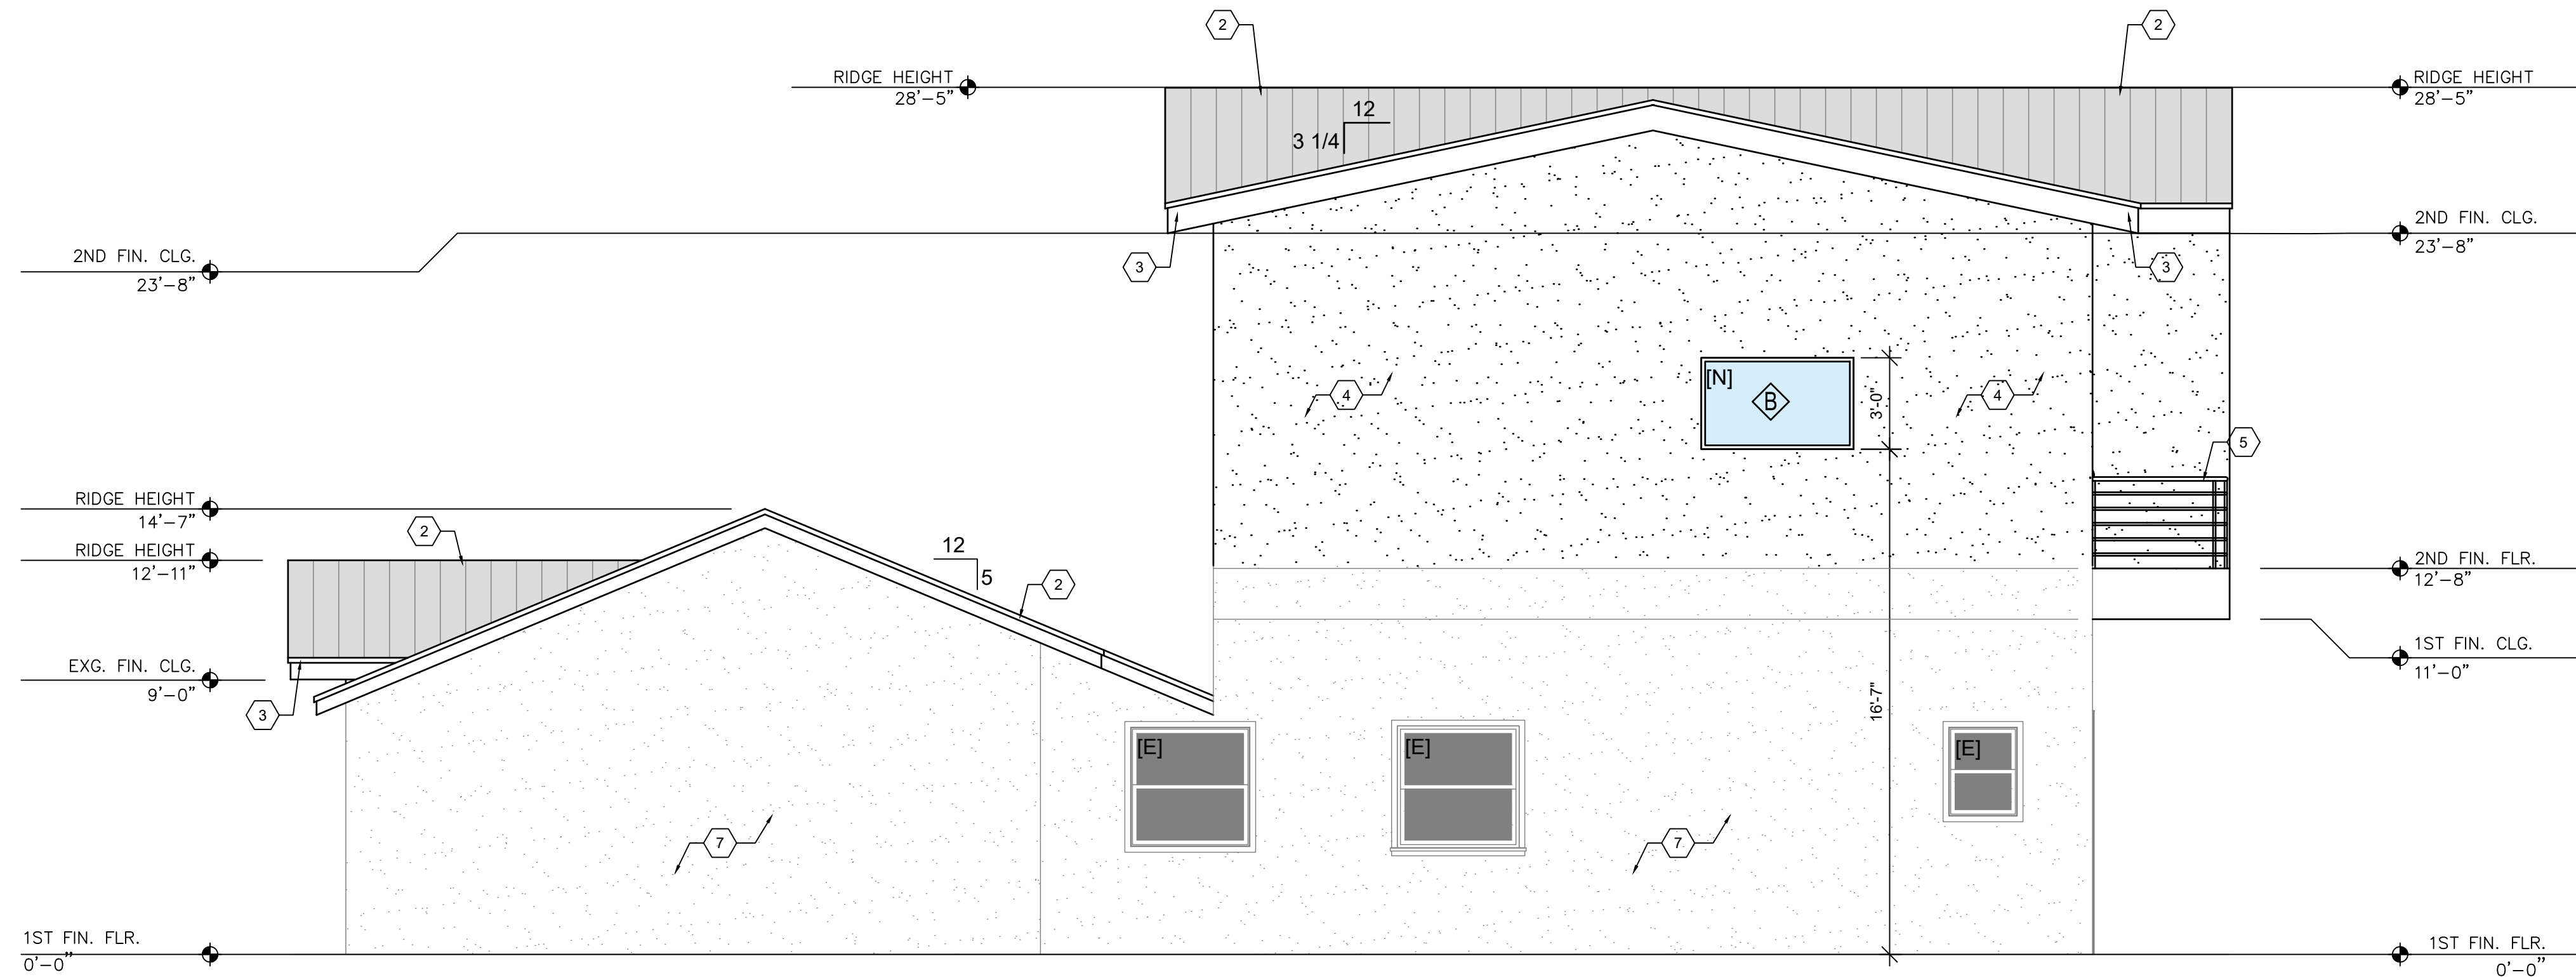 2
2
RIDGE HEIGHT
28'-5"
RIDGE HEIGHT
28'-5"
12
3 1/4
2ND FIN. CLG.
23'-8"
2ND FIN. CLG.
23'-8"
3
3
[N]
B
4
4
3'-0"
5
RIDGE HEIGHT
14'-7"
2
RIDGE HEIGHT
12'-11"
12
5
2
2ND FIN. FLR.
12'-8"
EXG. FIN. CLG.
9'-0"
1ST FIN. CLG.
11'-0"
3
16'-7"
[E]
[E]
[E]
7
7
1ST FIN. FLR.
0'-0"
1ST FIN. FLR.
0'-0"